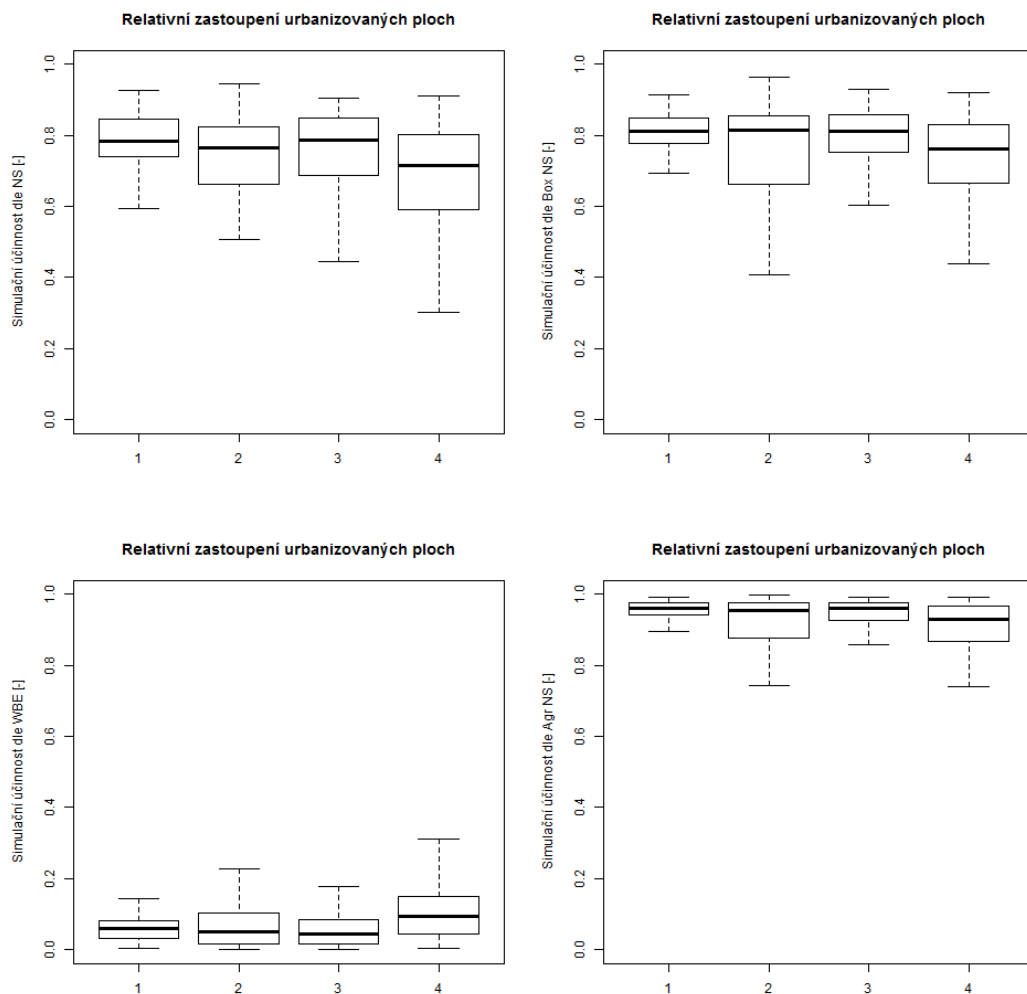 Relativní zastoupení urbanizovaných ploch
Simulační účinnost dle NS [-]
1.0
0.8
0.6
0.4
0.2
0.0
1 2 3 4
Relativní zastoupení urbanizovaných ploch
Simulační účinnost dle Box NS [-]
1.0
0.8
0.6
0.4
0.2
0.0
1 2 3 4
Relativní zastoupení urbanizovaných ploch
Simulační účinnost dle WBE [-]
1.0
0.8
0.6
0.4
0.2
0.0
1 2 3 4
Relativní zastoupení urbanizovaných ploch
Simulační účinnost dle Agr NS [-]
1.0
0.8
0.6
0.4
0.2
0.0
1 2 3 4